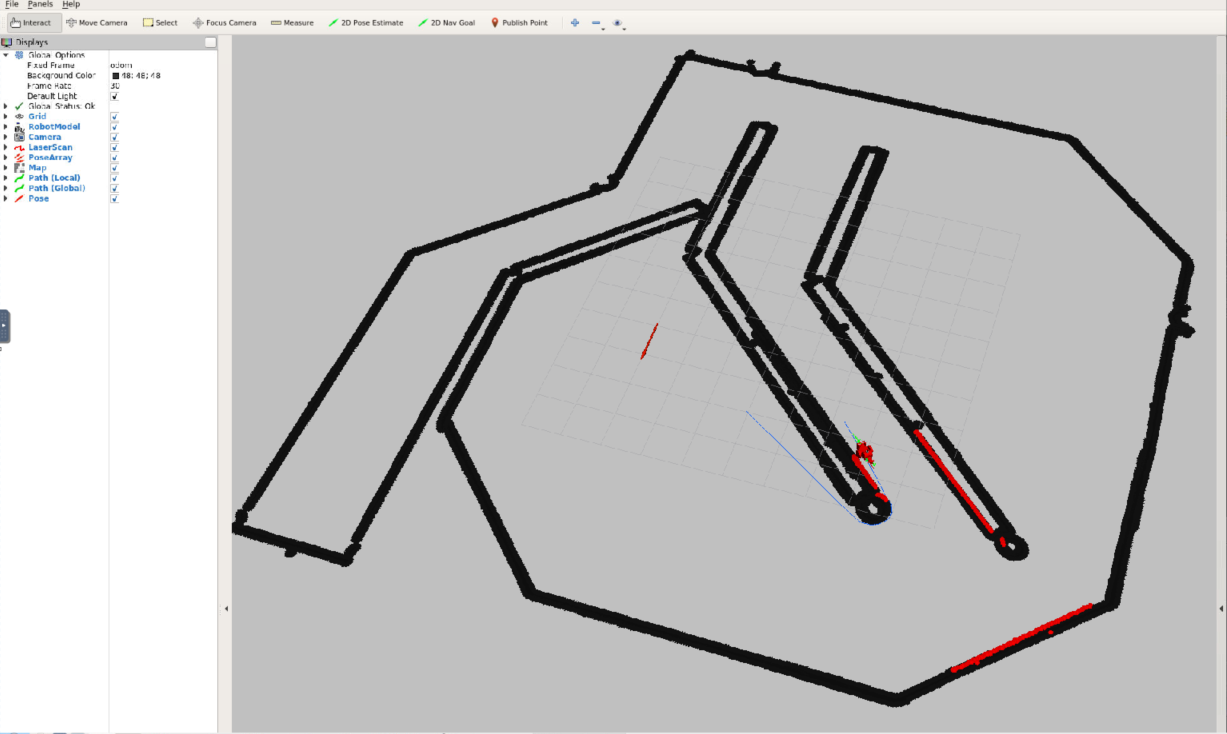 File Panels Help
Interact Move Camera Select Focus Camera Measure 2D Pose Estimate 2D Nav Goal Publish Point
Displays
Global Options
Fixed Frame odom
Background Color 48; 48; 48
Frame Rate 30
Default Light
Global Status: Ok
Grid
RobotModel
Camera
LaserScan
PoseArray
Map
Path (Local)
Path (Global)
Pose